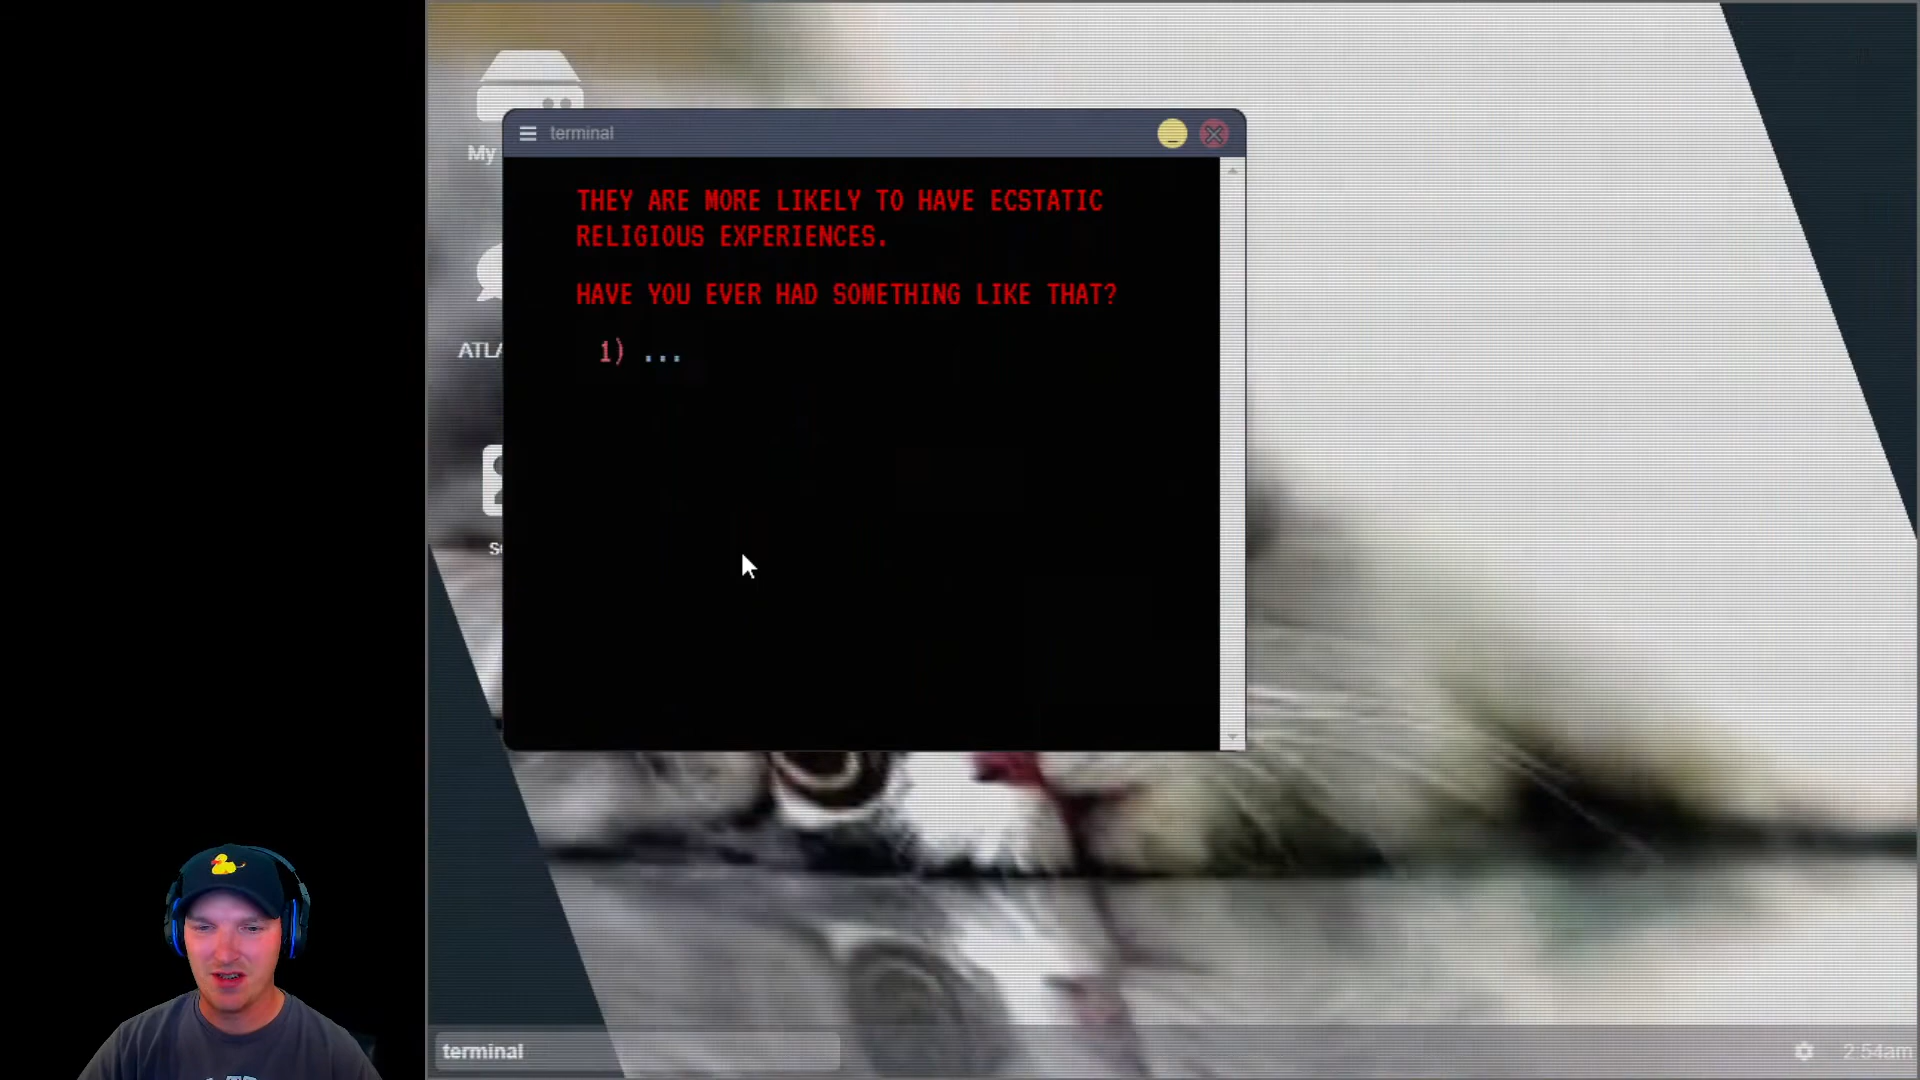 terminal
My
THEY ARE MORE LIKELY TO HAVE ECSTATIC
RELIGIOUS EXPERIENCES.
HAVE YOU EVER HAD SOMETHING LIKE THAT?
1) ...
ATLA
terminal
2:54am